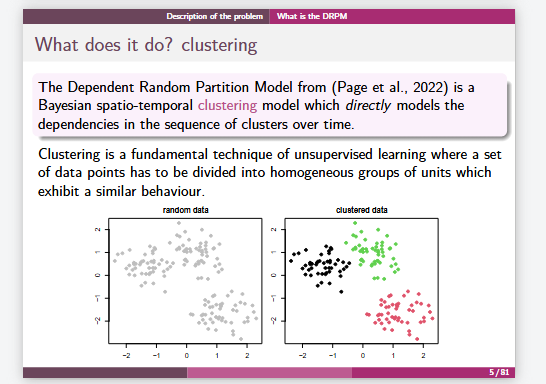 Description of the problem What is the DRPM
What does it do? clustering
The Dependent Random Partition Model from (Page et al., 2022) is a
Bayesian spatio-temporal clustering model which directly models the
dependencies in the sequence of clusters over time.
Clustering is a fundamental technique of unsupervised learning where a set
of data points has to be divided into homogeneous groups of units which
exhibit a similar behaviour.
random data clustered data
2 2
1 1
0 0
−1 −1
−2 −2
−2 −1 0 1 2 −2 −1 0 1 2
5 / 81